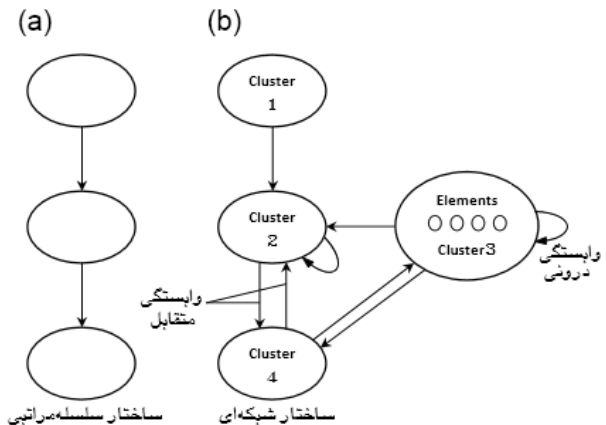 (a)
(b)
Cluster
1
Cluster
2
Elements
Cluster3
وابستگی
درونی
وابستگی
متقابل
Cluster
4
ساختار سلسله‌مراتبی
ساختار شبکه‌ای